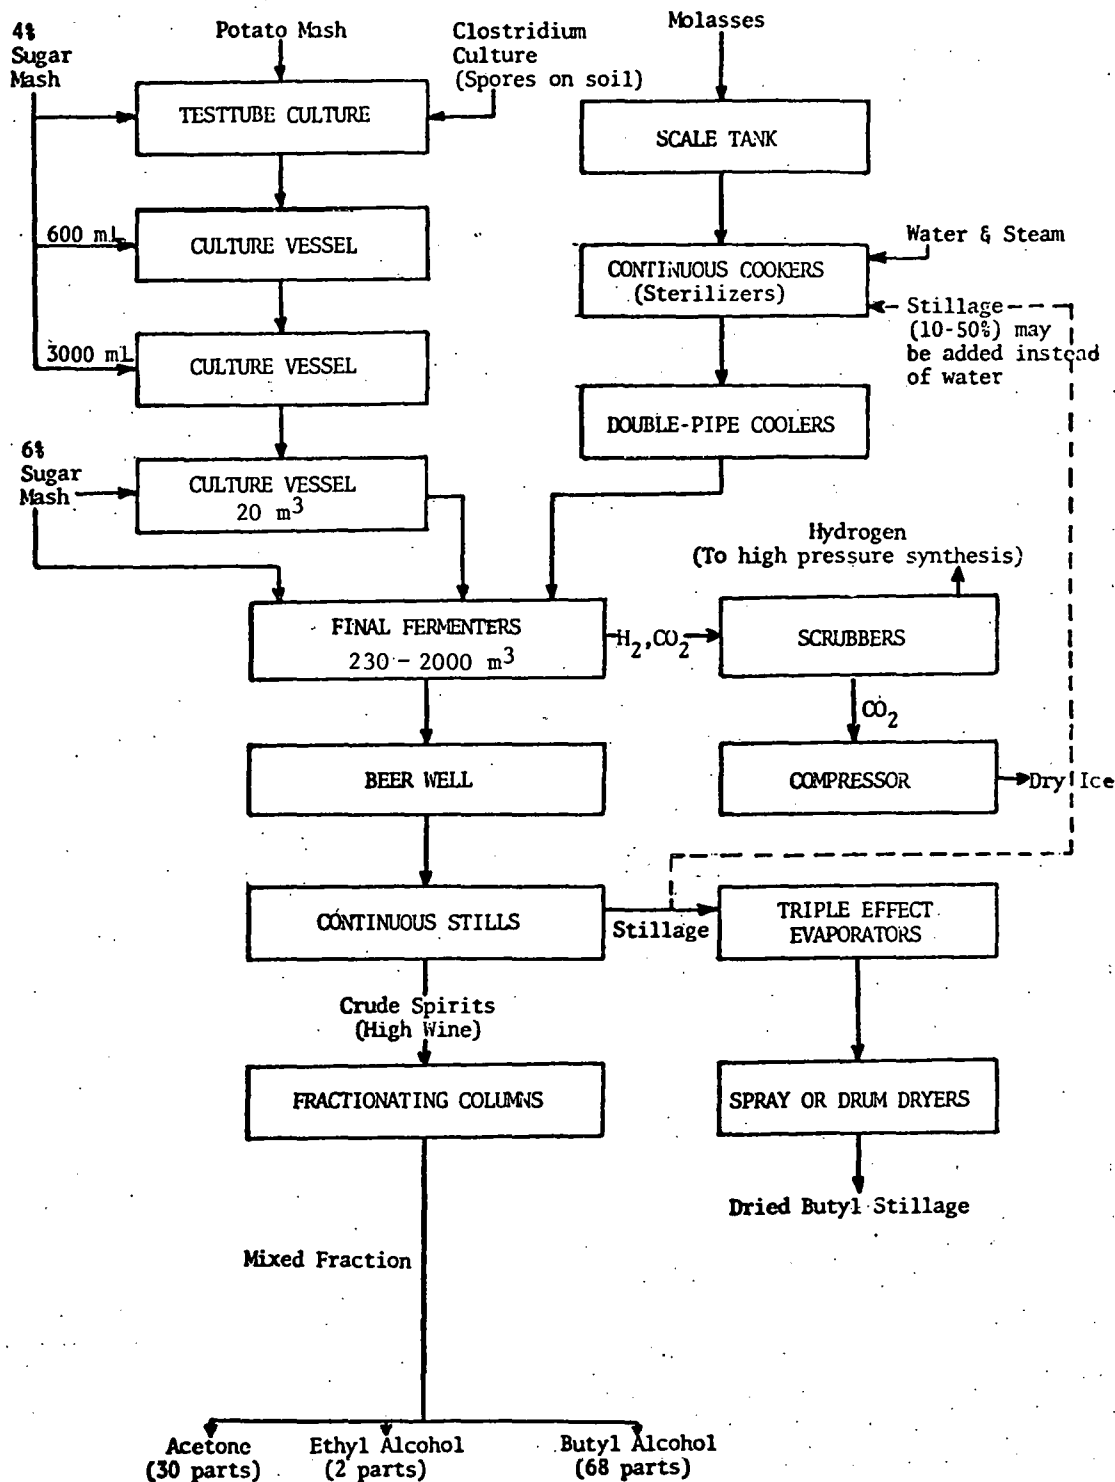 4%
Sugar
Mash
Potato Mash
Clostridium
Culture
(Spores on soil)
TESTTUBE CULTURE
600 mL
CULTURE VESSEL
3000 mL
CULTURE VESSEL
6%
Sugar
Mash
CULTURE VESSEL
20 m³
Molasses
SCALE TANK
Water & Steam
CONTINUOUS COOKERS
(Sterilizers)
Stillage
(10-50%) may
be added instead
of water
DOUBLE-PIPE COOLERS
Hydrogen
(To high pressure synthesis)
FINAL FERMENTERS
230 - 2000 m³
H₂,CO₂
SCRUBBERS
CO₂
BEER WELL
COMPRESSOR
Dry Ice
CONTINUOUS STILLS
Stillage
TRIPLE EFFECT
EVAPORATORS
Crude Spirits
(High Wine)
FRACTIONATING COLUMNS
SPRAY OR DRUM DRYERS
Dried Butyl Stillage
Mixed Fraction
Acetone
(30 parts)
Ethyl Alcohol
(2 parts)
Butyl Alcohol
(68 parts)